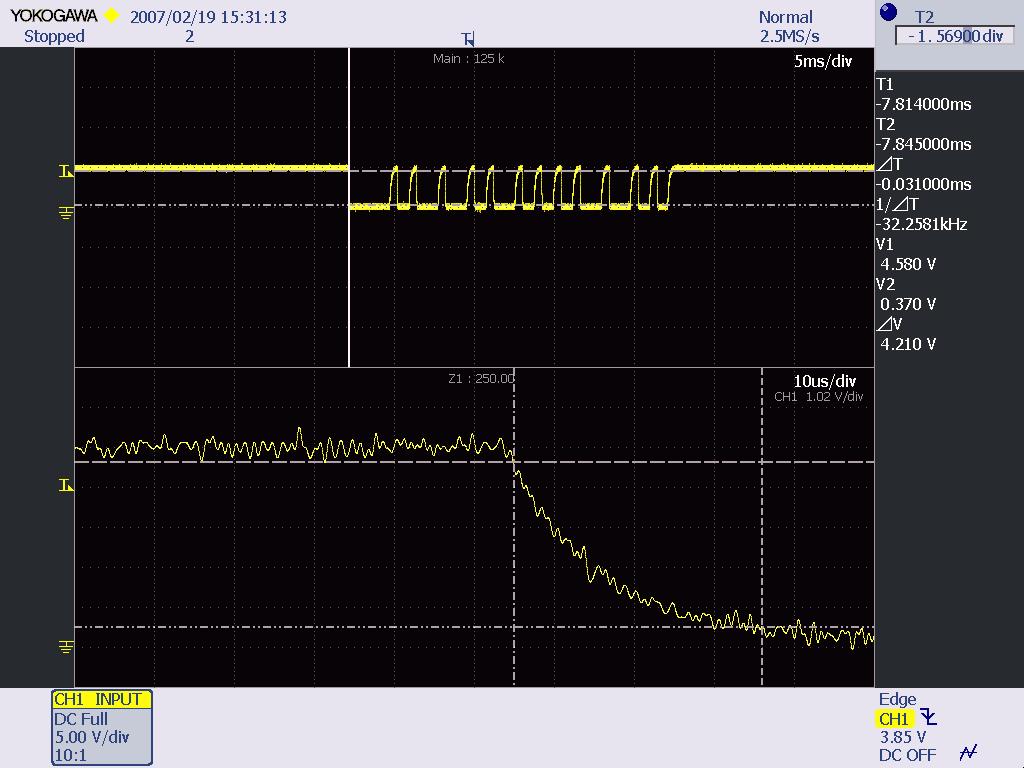 YOKOGAWA 2007/02/19 15:31:13 Normal T2
Stopped 2 2.5MS/s -1.56900div
T
Main : 125 k 5ms/div
T1
-7.814000ms
T2
-7.845000ms
⊿T
-0.031000ms
1/⊿T
-32.2581kHz
V1
4.580 V
V2
0.370 V
⊿V
4.210 V
Z1 : 250.00 10us/div
CH1 1.02 V/div
CH1 INPUT Edge
DC Full CH1
5.00 V/div 3.85 V
10:1 DC OFF